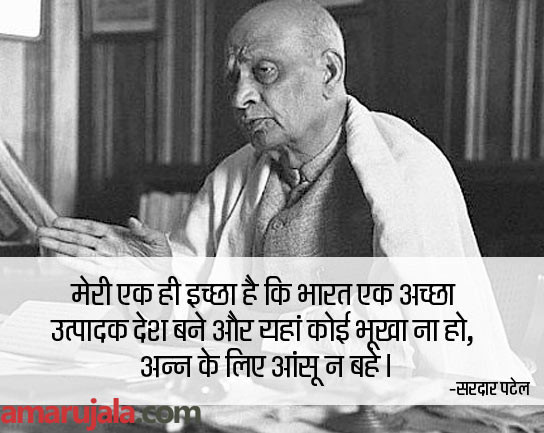 मेरी एक ही इच्छा है कि भारत एक अच्छा
उत्पादक देश बने और यहां कोई भूखा ना हो,
अन्न के लिए आंसू न बहे।
-सरदार पटेल
amarujala.com